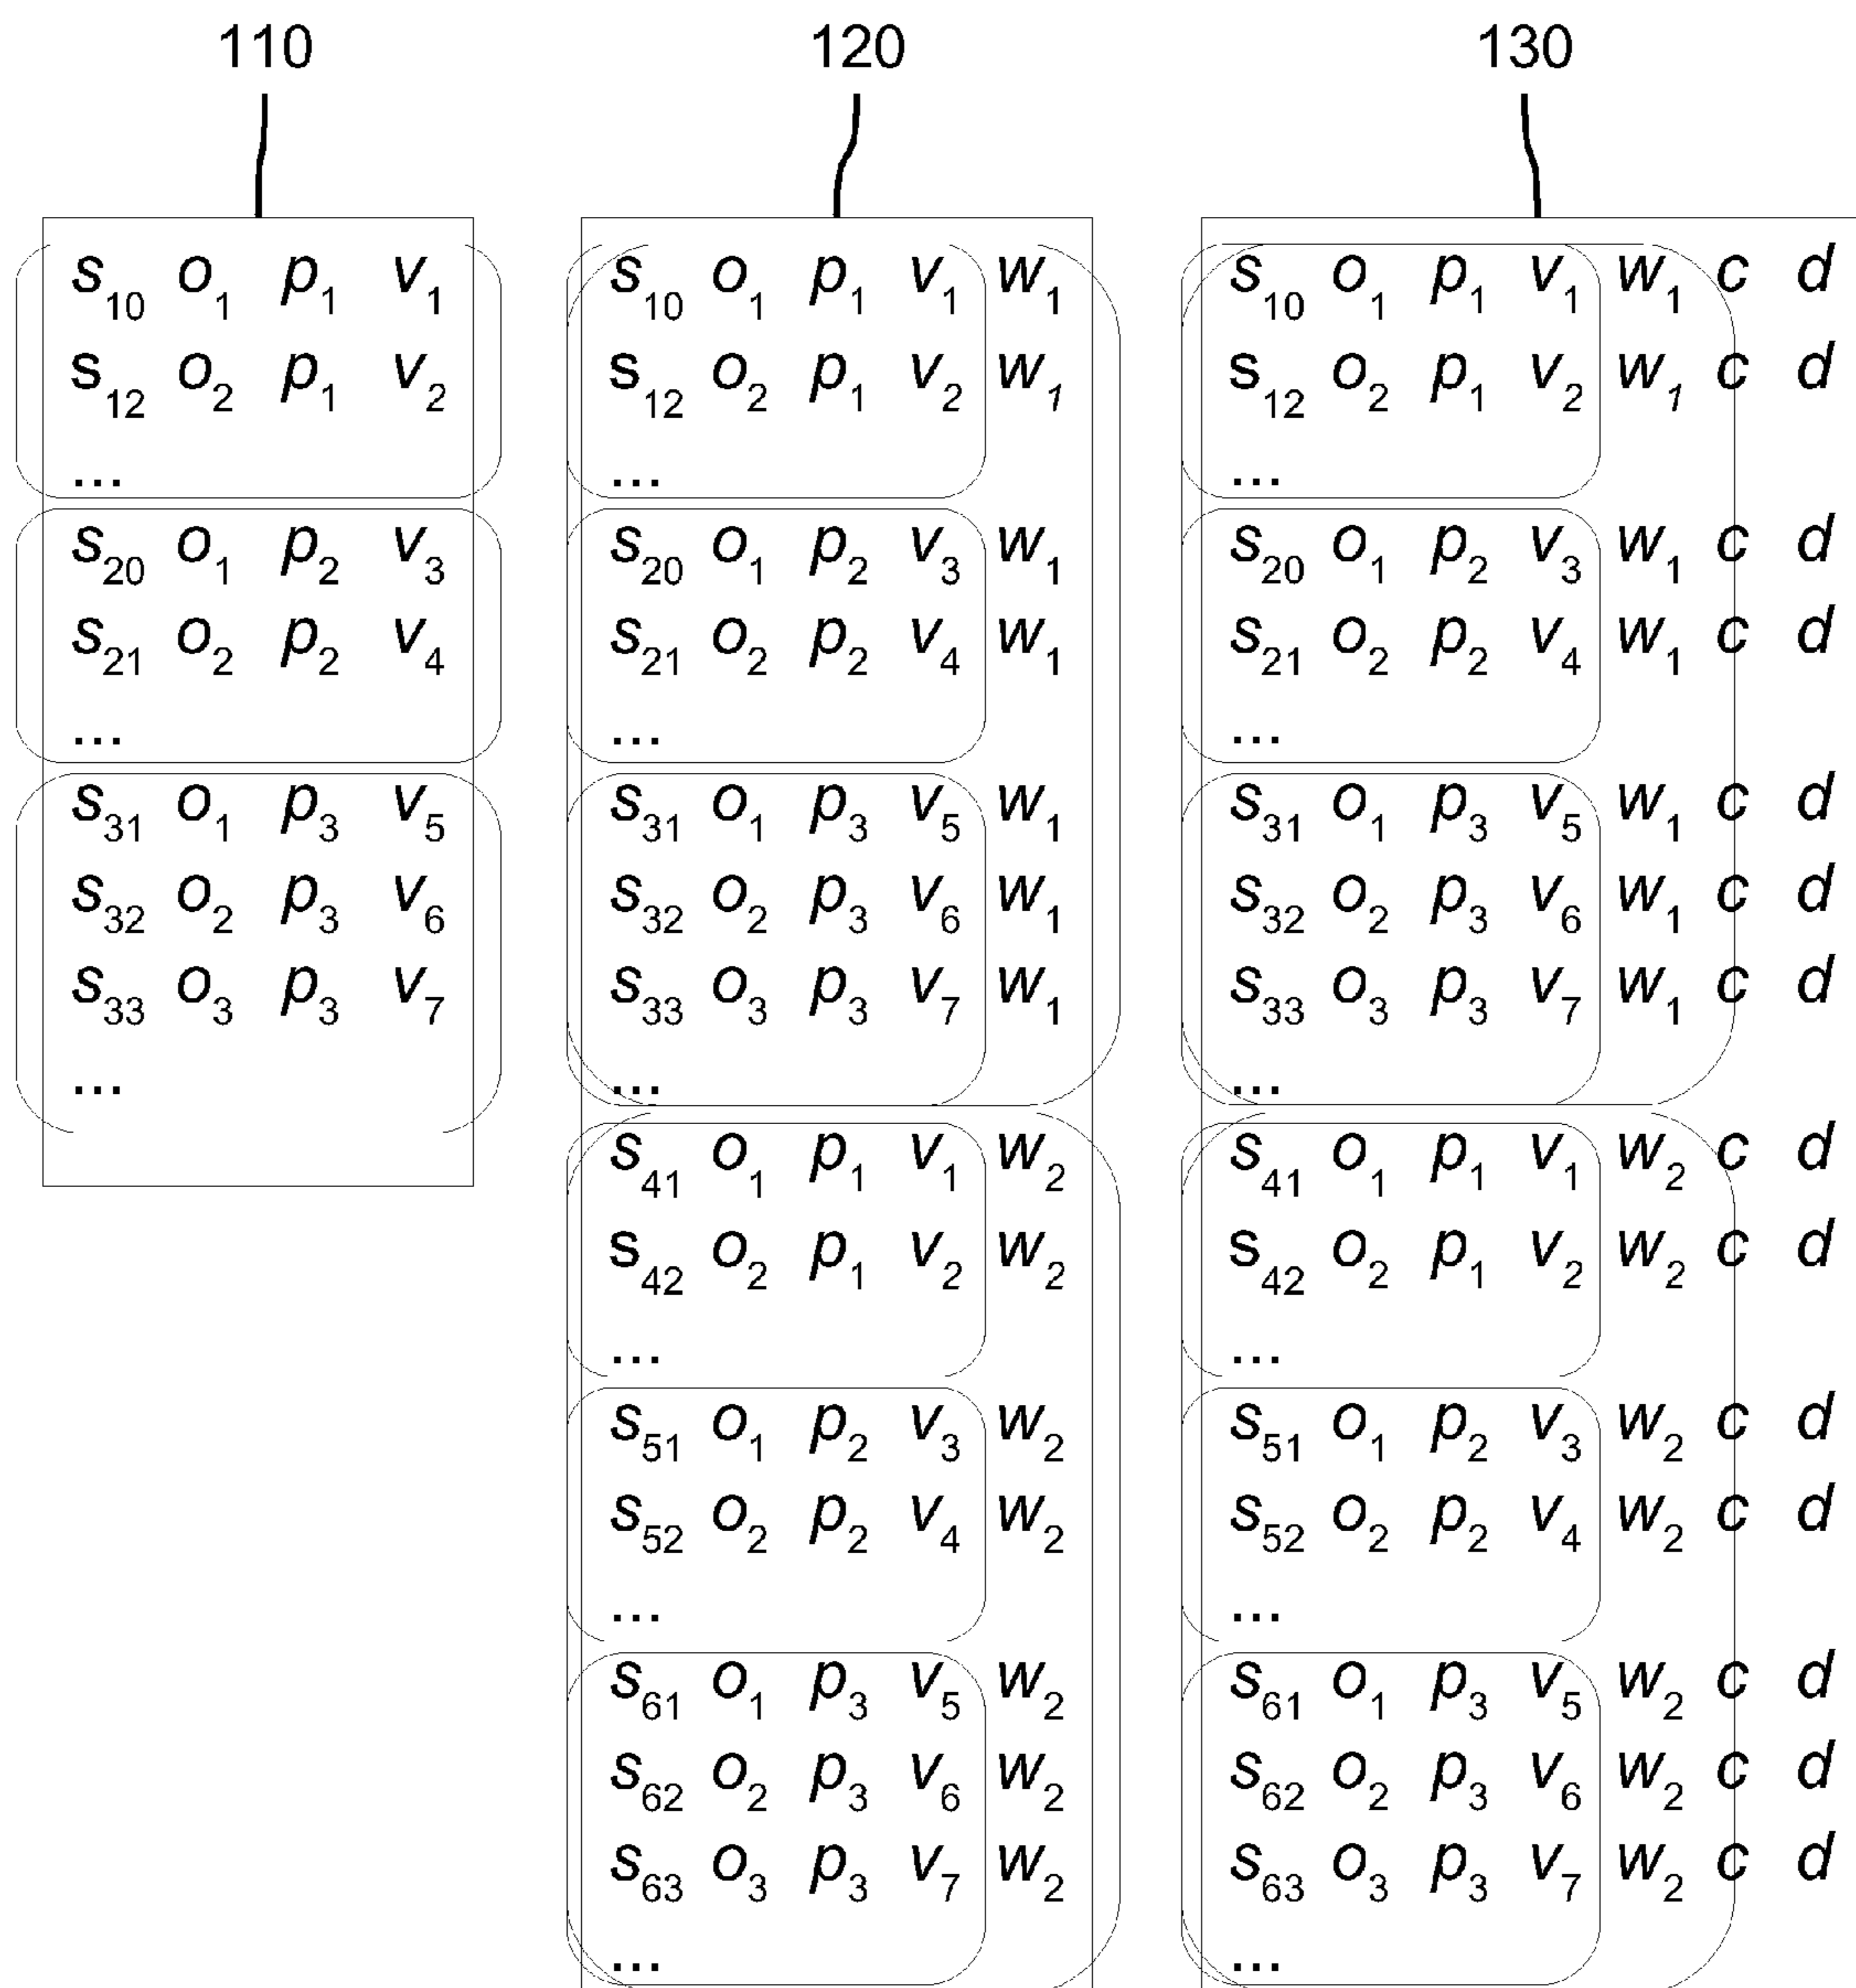 110 120 130
s10 o1 p1 v1 s10 o1 p1 v1 w1 s10 o1 p1 v1 w1 c d
s12 o2 p1 v2 s12 o2 p1 v2 w1 s12 o2 p1 v2 w1 c d
... ... ...
s20 o1 p2 v3 s20 o1 p2 v3 w1 s20 o1 p2 v3 w1 c d
s21 o2 p2 v4 s21 o2 p2 v4 w1 s21 o2 p2 v4 w1 c d
... ... ...
s31 o1 p3 v5 s31 o1 p3 v5 w1 s31 o1 p3 v5 w1 c d
s32 o2 p3 v6 s32 o2 p3 v6 w1 s32 o2 p3 v6 w1 c d
s33 o3 p3 v7 s33 o3 p3 v7 w1 s33 o3 p3 v7 w1 c d
... ... ...
s41 o1 p1 v1 w2 s41 o1 p1 v1 w2 c d
s42 o2 p1 v2 w2 s42 o2 p1 v2 w2 c d
... ...
s51 o1 p2 v3 w2 s51 o1 p2 v3 w2 c d
s52 o2 p2 v4 w2 s52 o2 p2 v4 w2 c d
... ...
s61 o1 p3 v5 w2 s61 o1 p3 v5 w2 c d
s62 o2 p3 v6 w2 s62 o2 p3 v6 w2 c d
s63 o3 p3 v7 w2 s63 o3 p3 v7 w2 c d
... ...